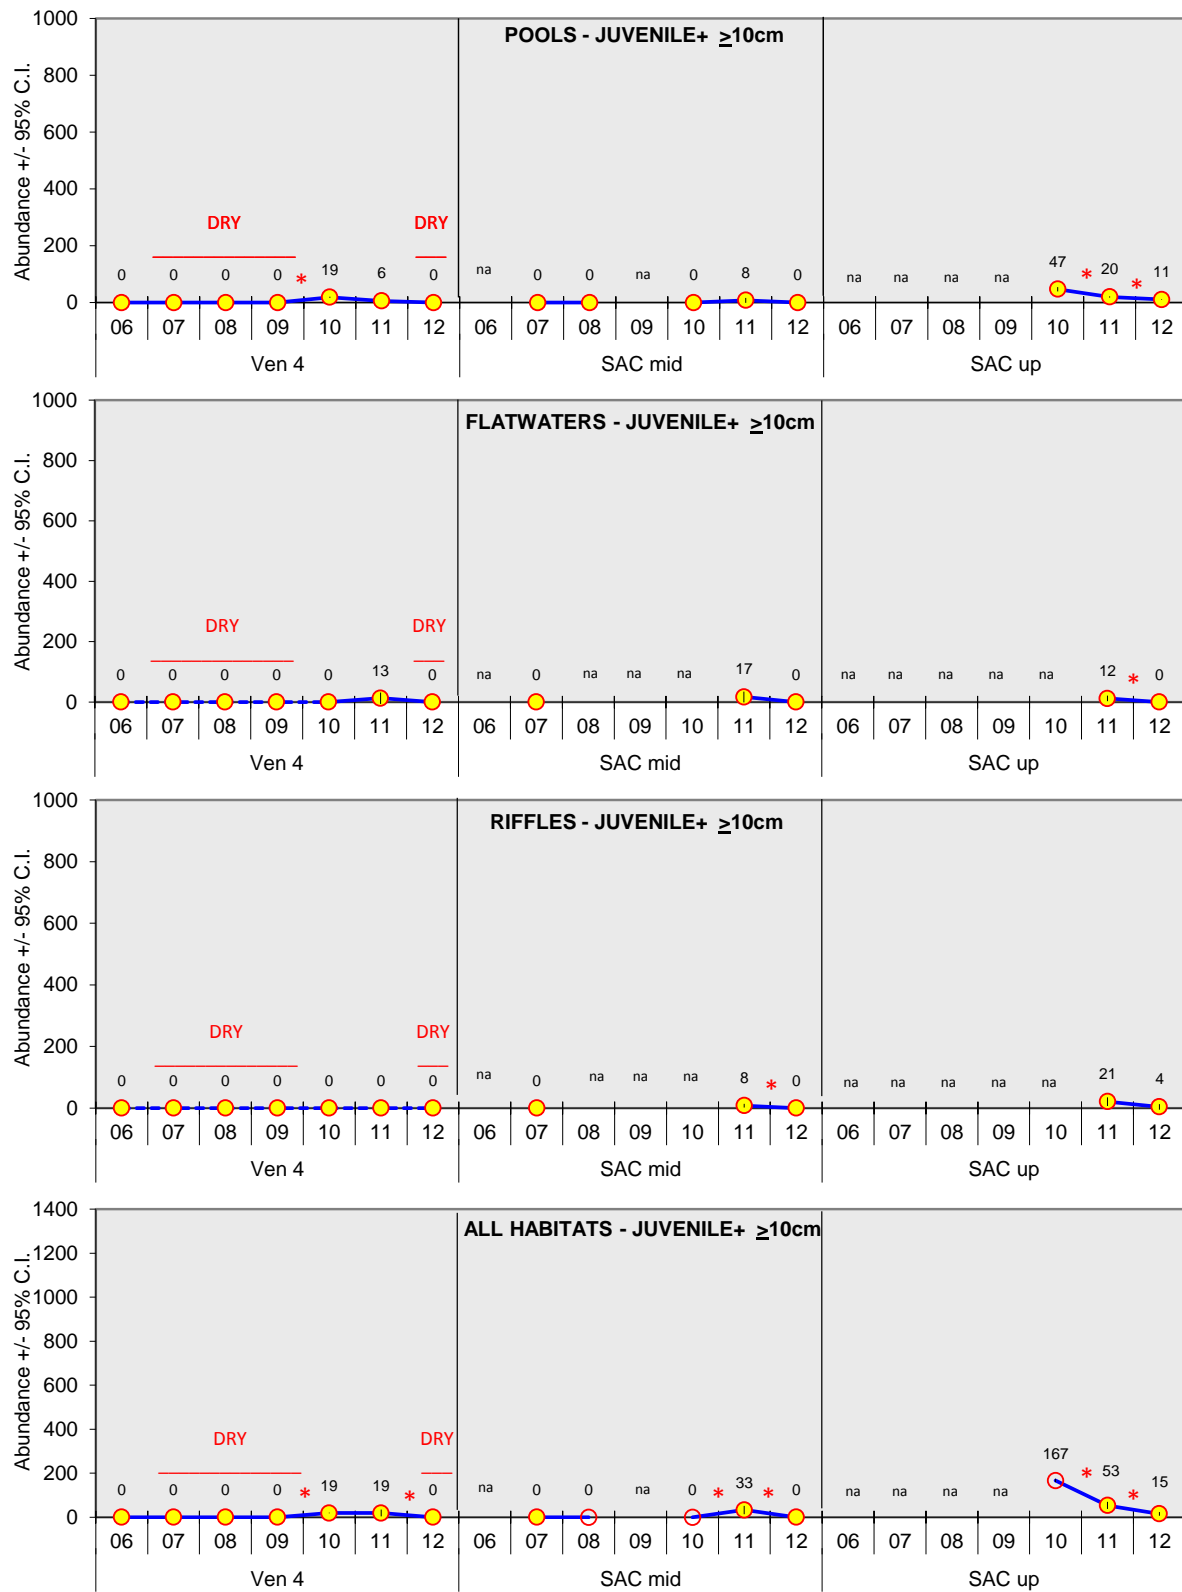 POOLS - JUVENILE+ ≥10cm
Abundance +/- 95% C.I.
1000
800
600
400
200
0
DRY DRY
0 0 0 0 * 19 6 0 na 0 0 na 0 8 0 na na na na 47 * 20 * 11
06 07 08 09 10 11 12 06 07 08 09 10 11 12 06 07 08 09 10 11 12
Ven 4 SAC mid SAC up
FLATWATERS - JUVENILE+ ≥10cm
Abundance +/- 95% C.I.
1000
800
600
400
200
0
DRY DRY
0 0 0 0 0 13 0 na 0 na na na 17 0 na na na na na 12 * 0
06 07 08 09 10 11 12 06 07 08 09 10 11 12 06 07 08 09 10 11 12
Ven 4 SAC mid SAC up
RIFFLES - JUVENILE+ ≥10cm
Abundance +/- 95% C.I.
1000
800
600
400
200
0
DRY DRY
0 0 0 0 0 0 0 na 0 na na na 8 * 0 na na na na na 21 4
06 07 08 09 10 11 12 06 07 08 09 10 11 12 06 07 08 09 10 11 12
Ven 4 SAC mid SAC up
ALL HABITATS - JUVENILE+ ≥10cm
Abundance +/- 95% C.I.
1400
1200
1000
800
600
400
200
0
DRY DRY
0 0 0 0 * 19 19 * 0 na 0 0 na 0 * 33 * 0 na na na na 167 * 53 * 15
06 07 08 09 10 11 12 06 07 08 09 10 11 12 06 07 08 09 10 11 12
Ven 4 SAC mid SAC up